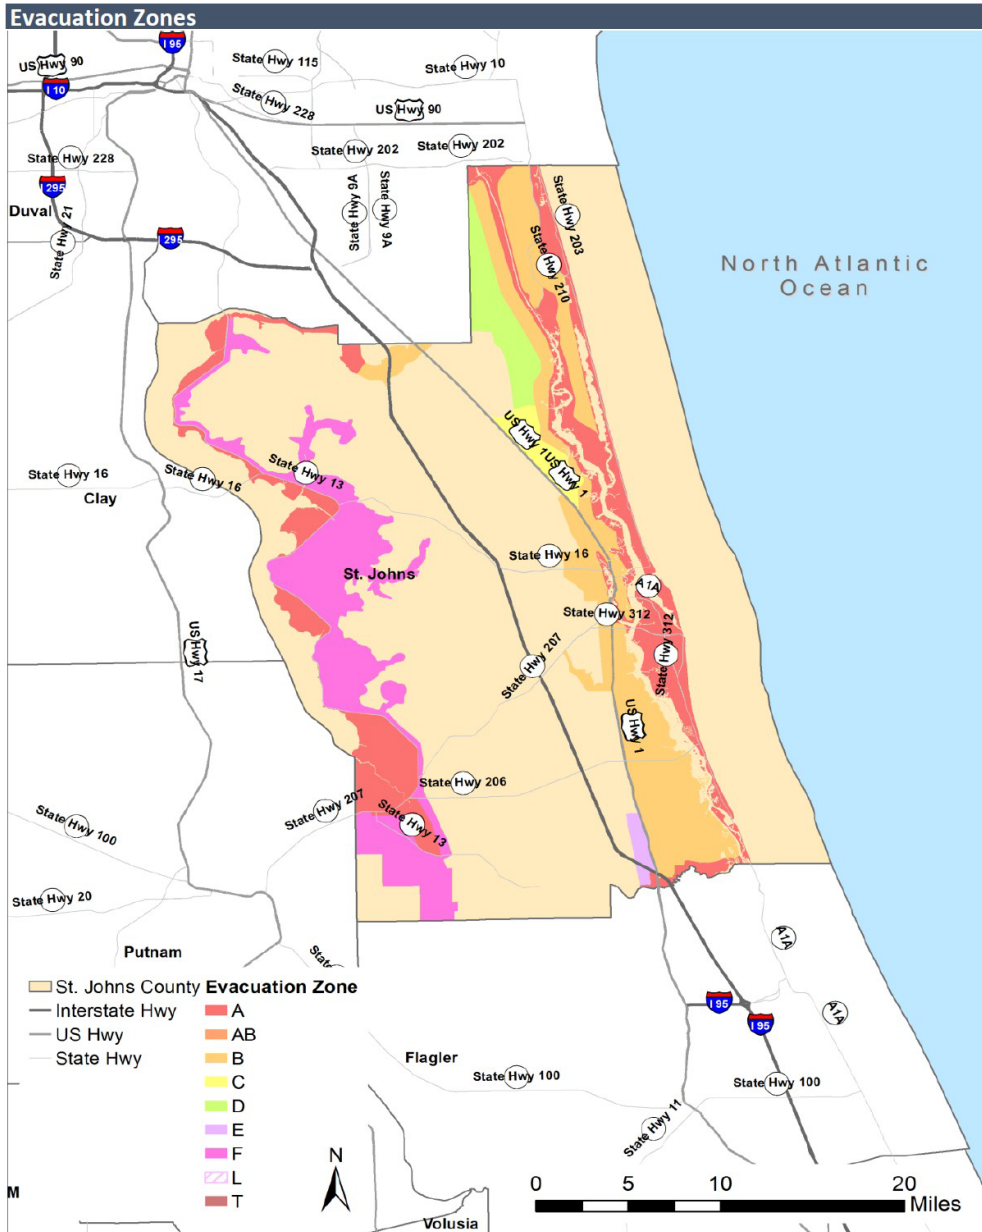 Evacuation Zones
I 95
US Hwy 90
State Hwy 115
State Hwy 10
I 10
State Hwy 228
US Hwy 90
State Hwy 228
State Hwy 202
State Hwy 202
I 295
State Hwy 9A
State Hwy 9A
State Hwy 203
Duval
State Hwy 21
I 295
State Hwy 210
North Atlantic
Ocean
US Hwy 1
US Hwy 1
State Hwy 16
State Hwy 16
State Hwy 13
Clay
State Hwy 16
St. Johns
A1A
State Hwy 312
State Hwy 312
US Hwy 17
State Hwy 207
US Hwy 1
State Hwy 206
State Hwy 207
State Hwy 100
State Hwy 13
State Hwy 20
A1A
Putnam
State
St. Johns County
Evacuation Zone
Interstate Hwy
US Hwy
State Hwy
A
AB
B
C
D
E
F
L
T
I 95
I 95
A1A
Flagler
State Hwy 100
State Hwy 100
State Hwy 11
N
M
0 5 10 20
Miles
Volusia